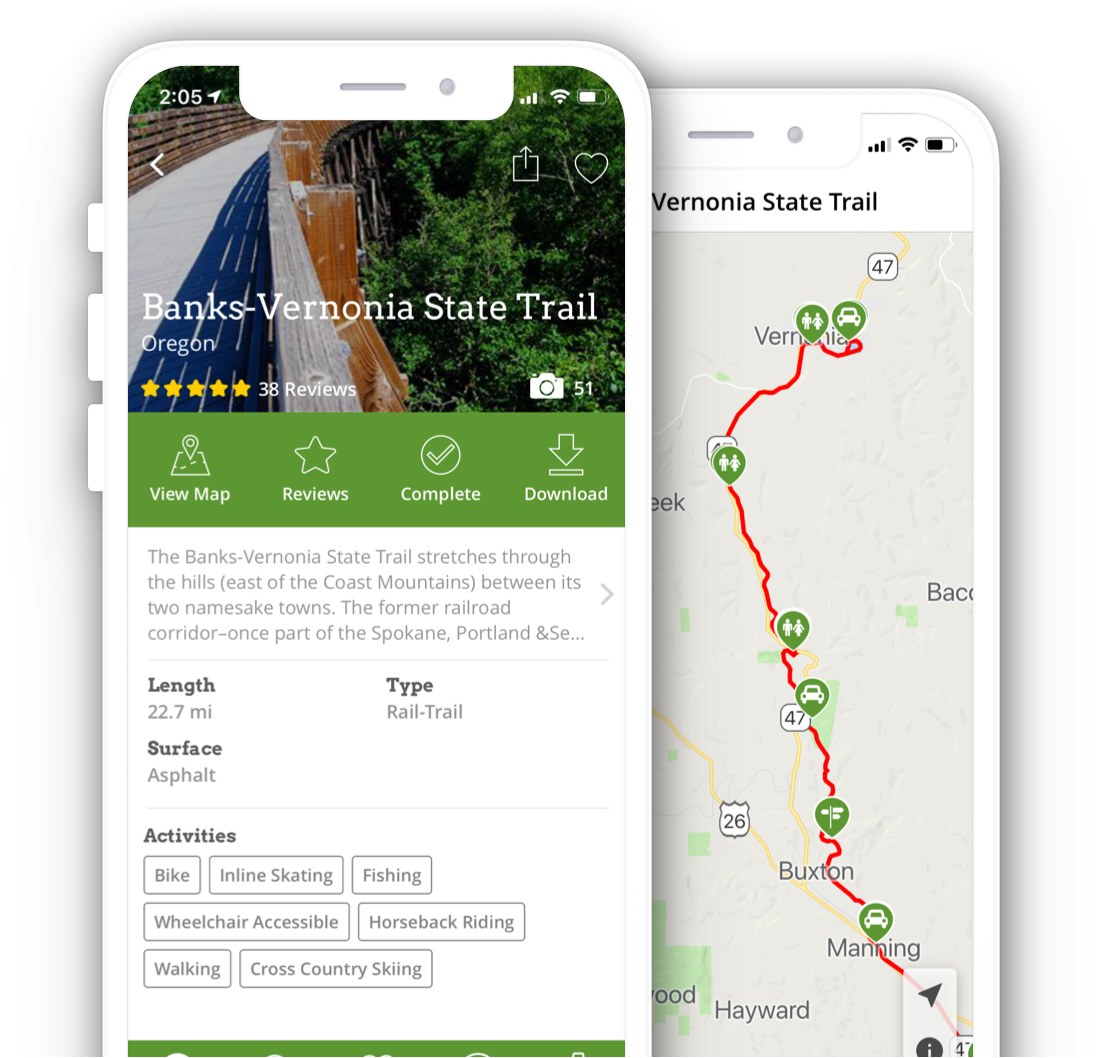 2:05
Banks-Vernonia State Trail
Oregon
38 Reviews
51
View Map
Reviews
Complete
Download
The Banks-Vernonia State Trail stretches through
the hills (east of the Coast Mountains) between its
two namesake towns. The former railroad
corridor–once part of the Spokane, Portland &Se...
Length
22.7 mi
Type
Rail-Trail
Surface
Asphalt
Activities
Bike
Inline Skating
Fishing
Wheelchair Accessible
Horseback Riding
Walking
Cross Country Skiing
Vernonia State Trail
47
Vernonia
eek
Bacc
47
26
Buxton
Manning
ood
Hayward
47